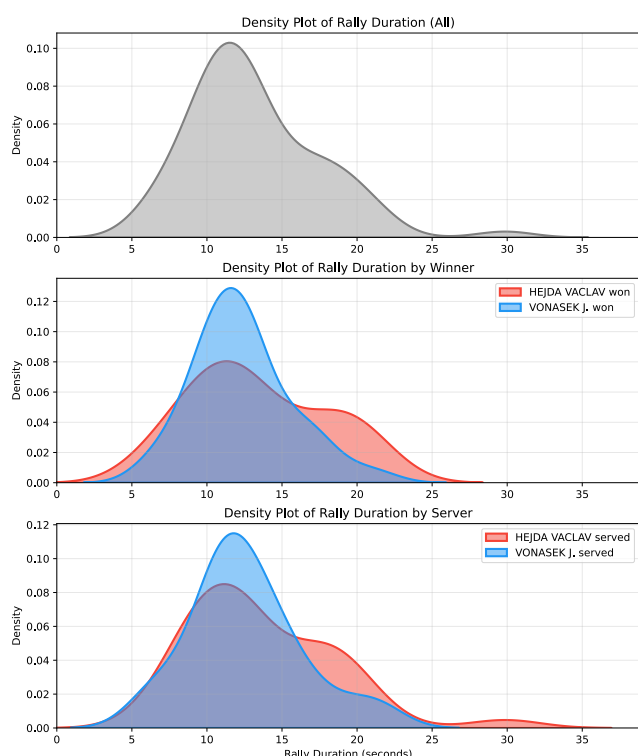 Density Plot of Rally Duration (All)
0.10
0.08
0.06
0.04
0.02
0.00
Density
0 5 10 15 20 25 30 35
Density Plot of Rally Duration by Winner
HEJDA VACLAV won
VONASEK J. won
0.12
0.10
0.08
0.06
0.04
0.02
0.00
Density
0 5 10 15 20 25 30 35
Density Plot of Rally Duration by Server
HEJDA VACLAV served
VONASEK J. served
0.12
0.10
0.08
0.06
0.04
0.02
0.00
Density
0 5 10 15 20 25 30 35
Rally Duration (seconds)